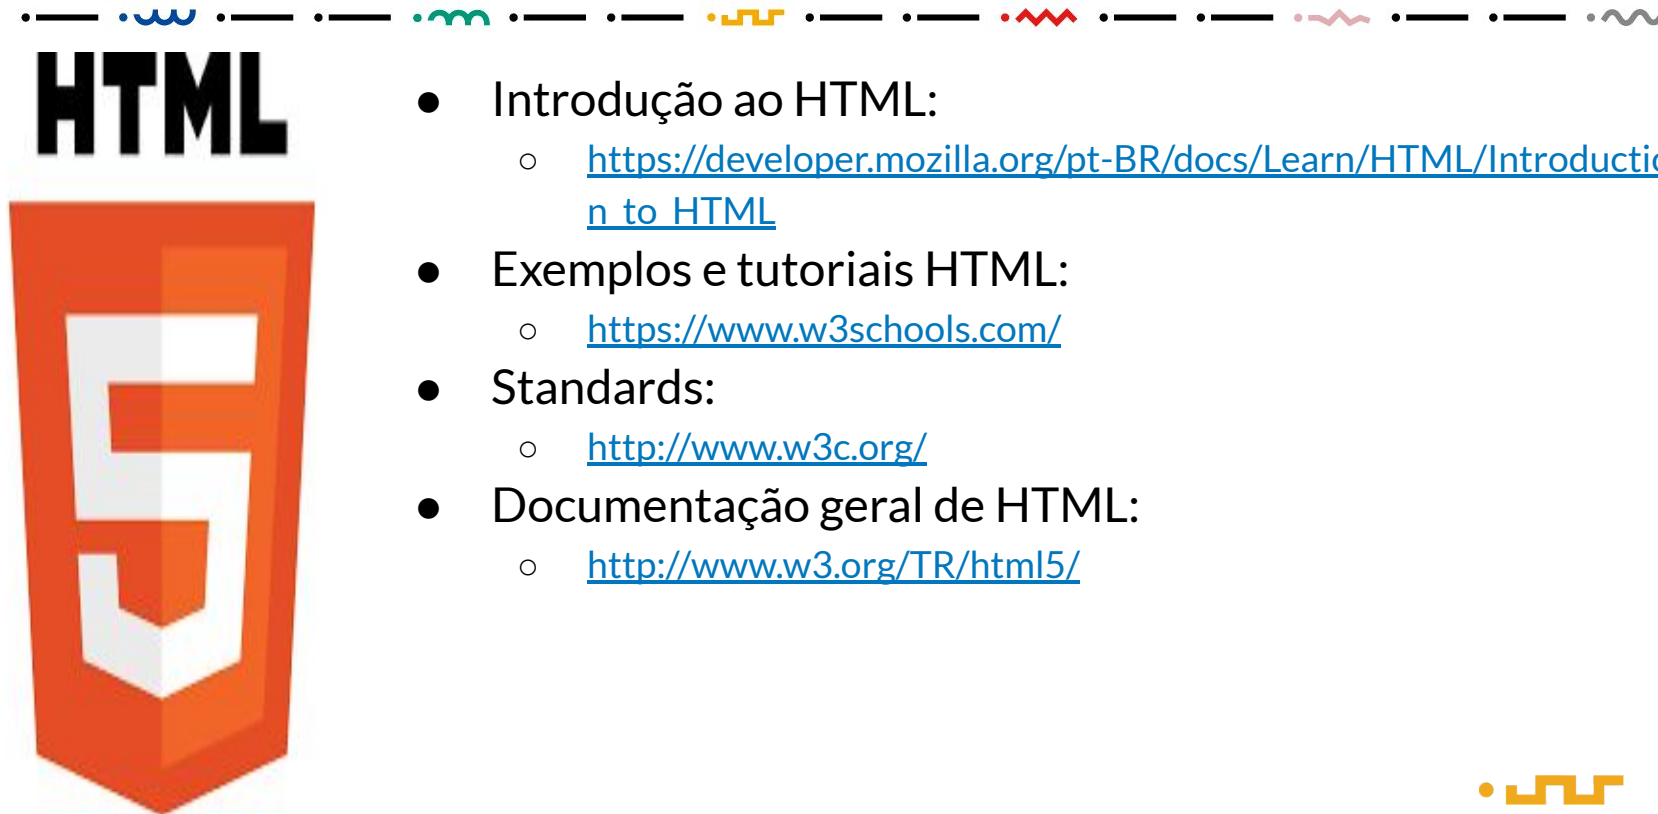 HTML
5
● Introdução ao HTML:
○ https://developer.mozilla.org/pt-BR/docs/Learn/HTML/Introductio
n_to_HTML
● Exemplos e tutoriais HTML:
○ https://www.w3schools.com/
● Standards:
○ http://www.w3c.org/
● Documentação geral de HTML:
○ http://www.w3.org/TR/html5/